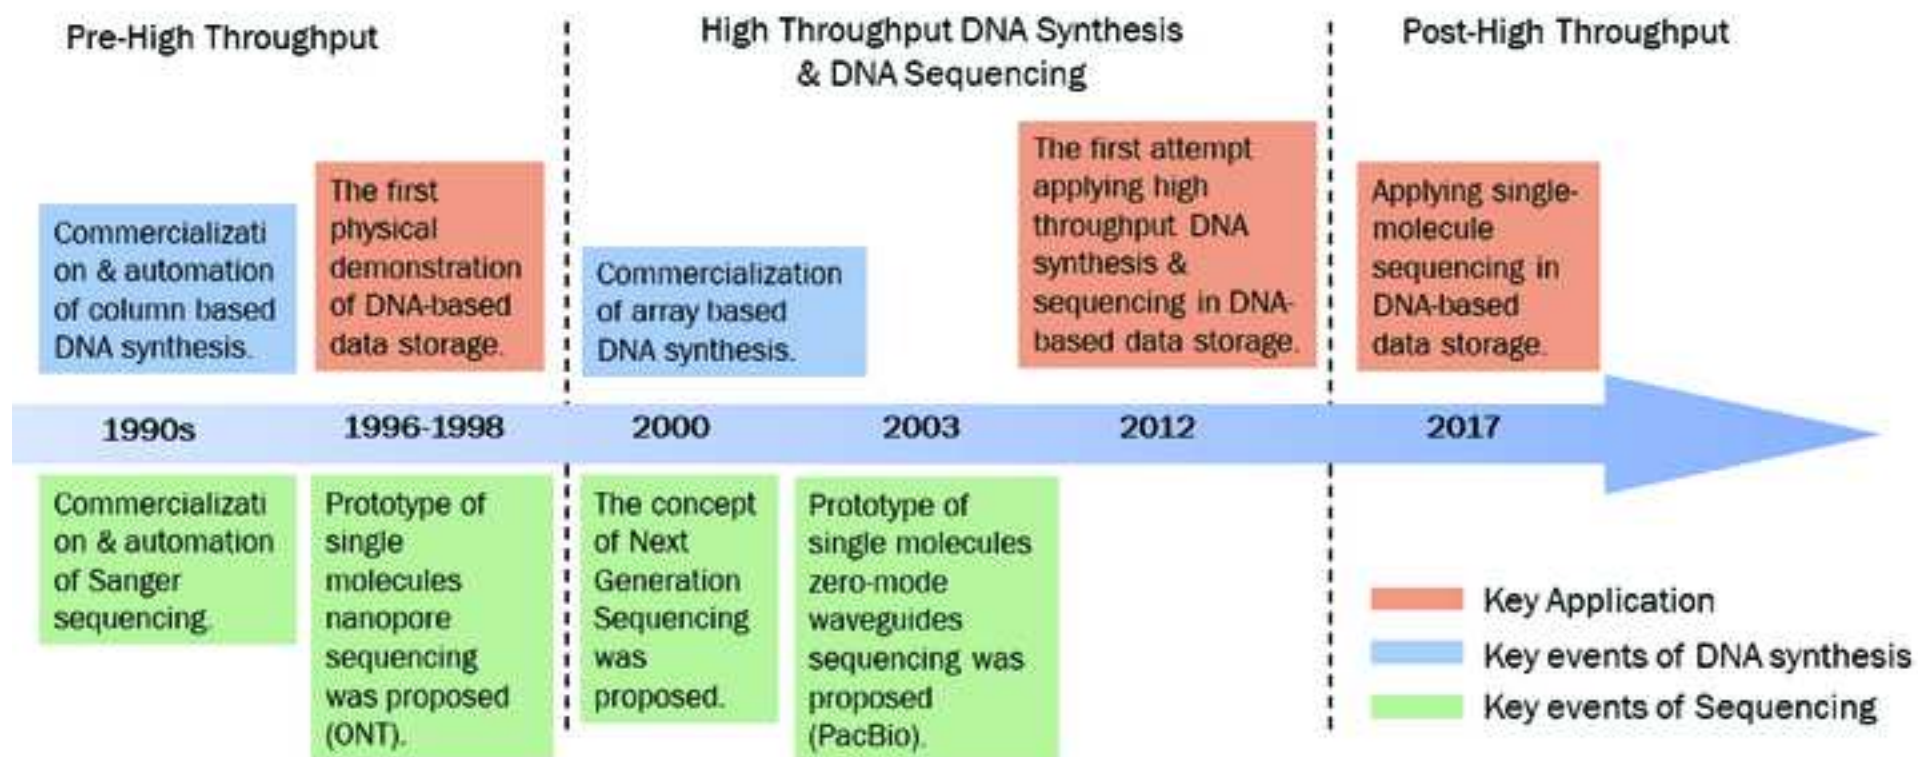 Pre-High Throughput
High Throughput DNA Synthesis
& DNA Sequencing
Post-High Throughput
Commercializati
on & automation
of column based
DNA synthesis.
The first
physical
demonstration
of DNA-based
data storage.
Commercialization
of array based
DNA synthesis.
The first attempt
applying high
throughput DNA
synthesis &
sequencing in DNA-
based data storage.
Applying single-
molecule
sequencing in
DNA-based
data storage.
1990s
1996-1998
2000
2003
2012
2017
Commercializati
on & automation
of Sanger
sequencing.
Prototype of
single
molecules
nanopore
sequencing
was proposed
(ONT).
The concept
of Next
Generation
Sequencing
was
proposed.
Prototype of
single molecules
zero-mode
waveguides
sequencing was
proposed
(PacBio).
Key Application
Key events of DNA synthesis
Key events of Sequencing